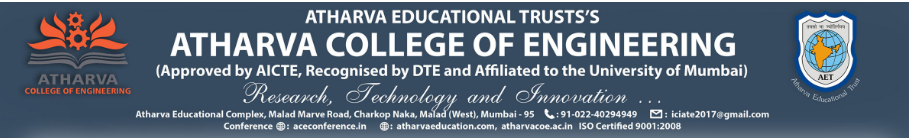 ATHARVA EDUCATIONAL TRUSTS'S
ATHARVA COLLEGE OF ENGINEERING
(Approved by AICTE, Recognised by DTE and Affiliated to the University of Mumbai)
Research, Technology and Innovation ...
Atharva Educational Complex, Malad Marve Road, Charkop Naka, Malad (West), Mumbai - 95 : 91-022-40294949 : iciate2017@gmail.com
Conference : aceconference.in : atharvaeducation.com, atharvacoe.ac.in ISO Certified 9001:2008
ATHARVA
COLLEGE OF ENGINEERING
AET
Atharva Educational Trust